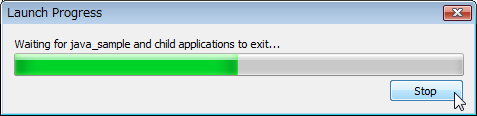 Launch Progress
Waiting for java_sample and child applications to exit...
Stop